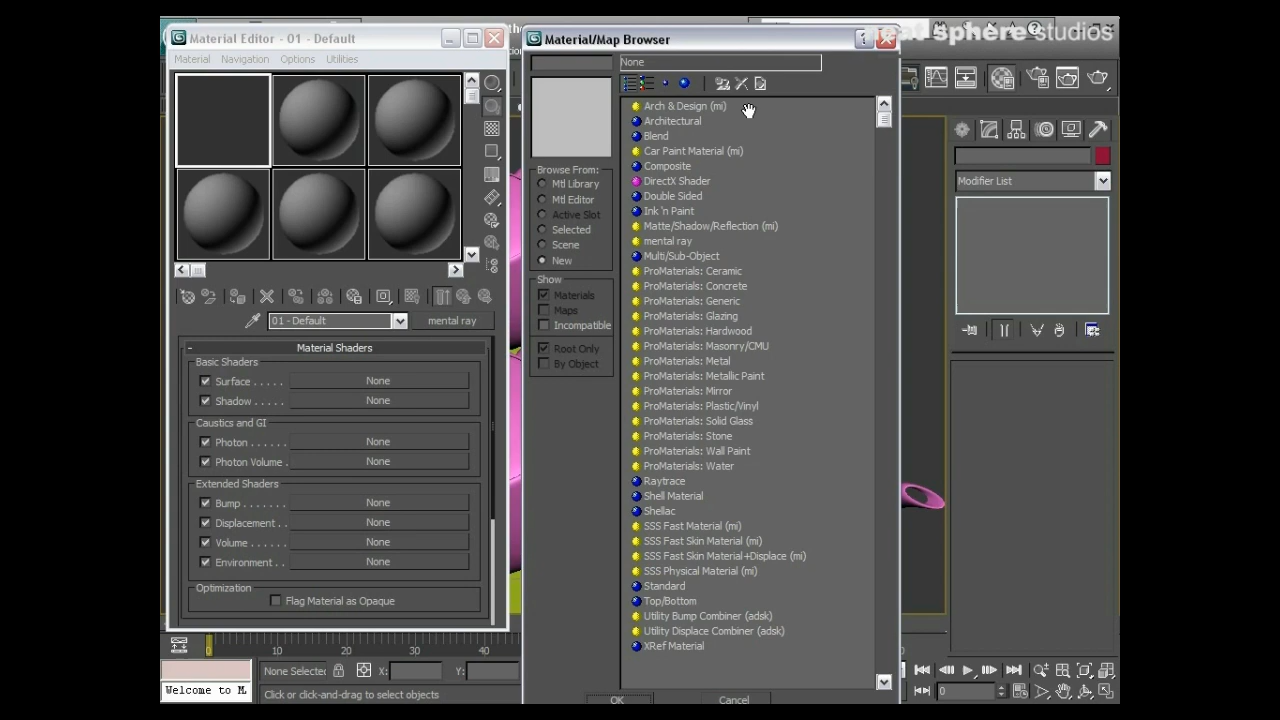 sphere studios
Material Editor - 01 - Default
Material Navigation Options Utilities
01 - Default
mental ray
Material Shaders
Basic Shaders
Surface . . . . . None
Shadow . . . . . None
Caustics and GI
Photon . . . . . . None
Photon Volume . None
Extended Shaders
Bump . . . . . . . None
Displacement . . None
Volume . . . . . . None
Environment . . None
Optimization
Flag Material as Opaque
Material/Map Browser
None
Browse From:
Mtl Library
Mtl Editor
Active Slot
Selected
Scene
New
Show
Materials
Maps
Incompatible
Root Only
By Object
Arch & Design (mi)
Architectural
Blend
Car Paint Material (mi)
Composite
DirectX Shader
Double Sided
Ink 'n Paint
Matte/Shadow/Reflection (mi)
mental ray
Multi/Sub-Object
ProMaterials: Ceramic
ProMaterials: Concrete
ProMaterials: Generic
ProMaterials: Glazing
ProMaterials: Hardwood
ProMaterials: Masonry/CMU
ProMaterials: Metal
ProMaterials: Metallic Paint
ProMaterials: Mirror
ProMaterials: Plastic/Vinyl
ProMaterials: Solid Glass
ProMaterials: Stone
ProMaterials: Wall Paint
ProMaterials: Water
Raytrace
Shell Material
Shellac
SSS Fast Material (mi)
SSS Fast Skin Material (mi)
SSS Fast Skin Material+Displace (mi)
SSS Physical Material (mi)
Standard
Top/Bottom
Utility Bump Combiner (adsk)
Utility Displace Combiner (adsk)
XRef Material
OK Cancel
Modifier List
0 10 20 30 40
None Selected X: Y: 0
Welcome to M
Click or click-and-drag to select objects